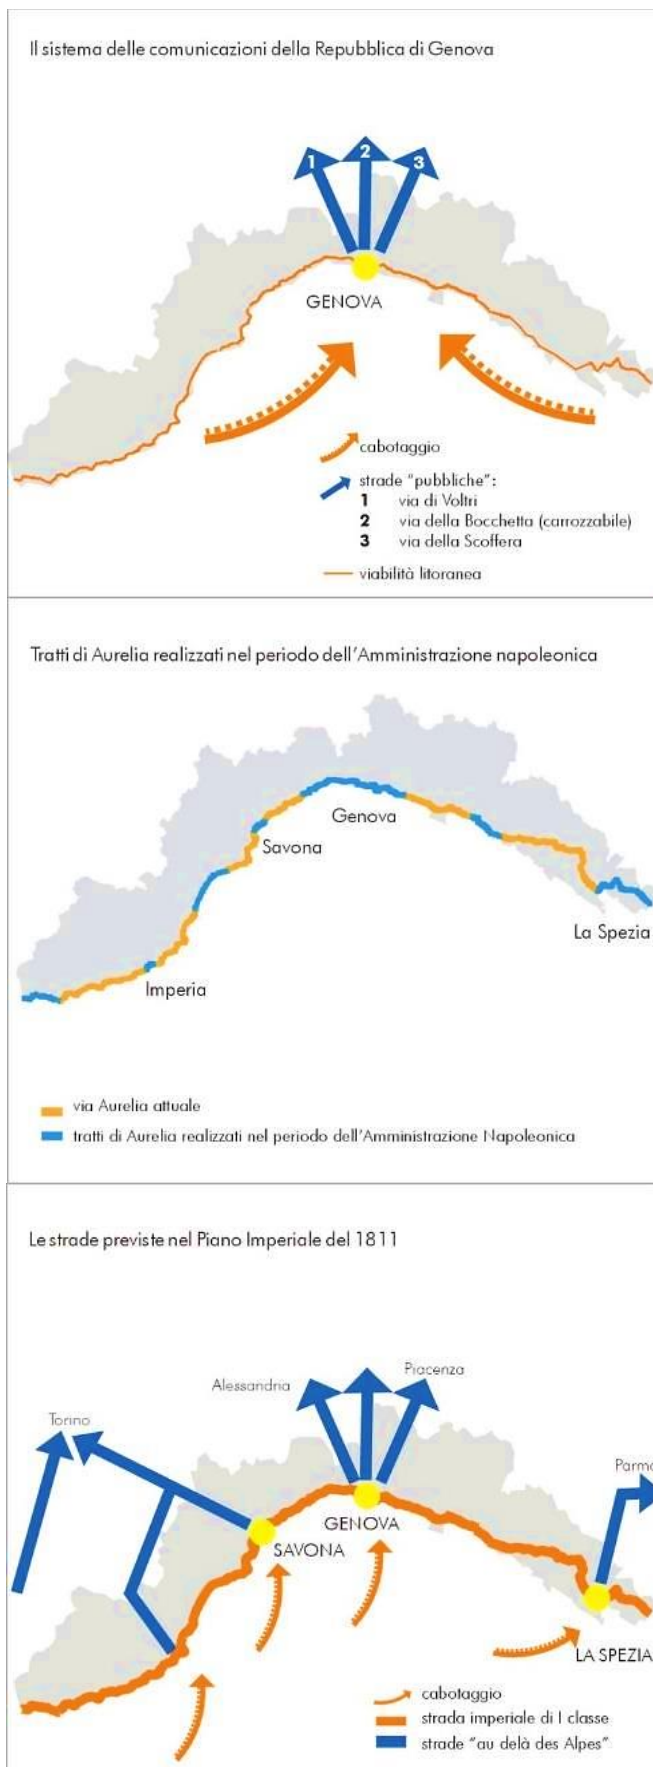 Il sistema delle comunicazioni della Repubblica di Genova
1
2
3
GENOVA
cabotaggio
strade "pubbliche":
1 via di Voltri
2 via della Bocchetta (carrozzabile)
3 via della Scoffera
viabilità litoranea
Tratti di Aurelia realizzati nel periodo dell'Amministrazione napoleonica
Genova
Savona
La Spezia
Imperia
via Aurelia attuale
tratti di Aurelia realizzati nel periodo dell'Amministrazione Napoleonica
Le strade previste nel Piano Imperiale del 1811
Piacenza
Alessandria
Torino
Parma
GENOVA
SAVONA
LA SPEZIA
cabotaggio
strada imperiale di I classe
strade "au delà des Alpes"